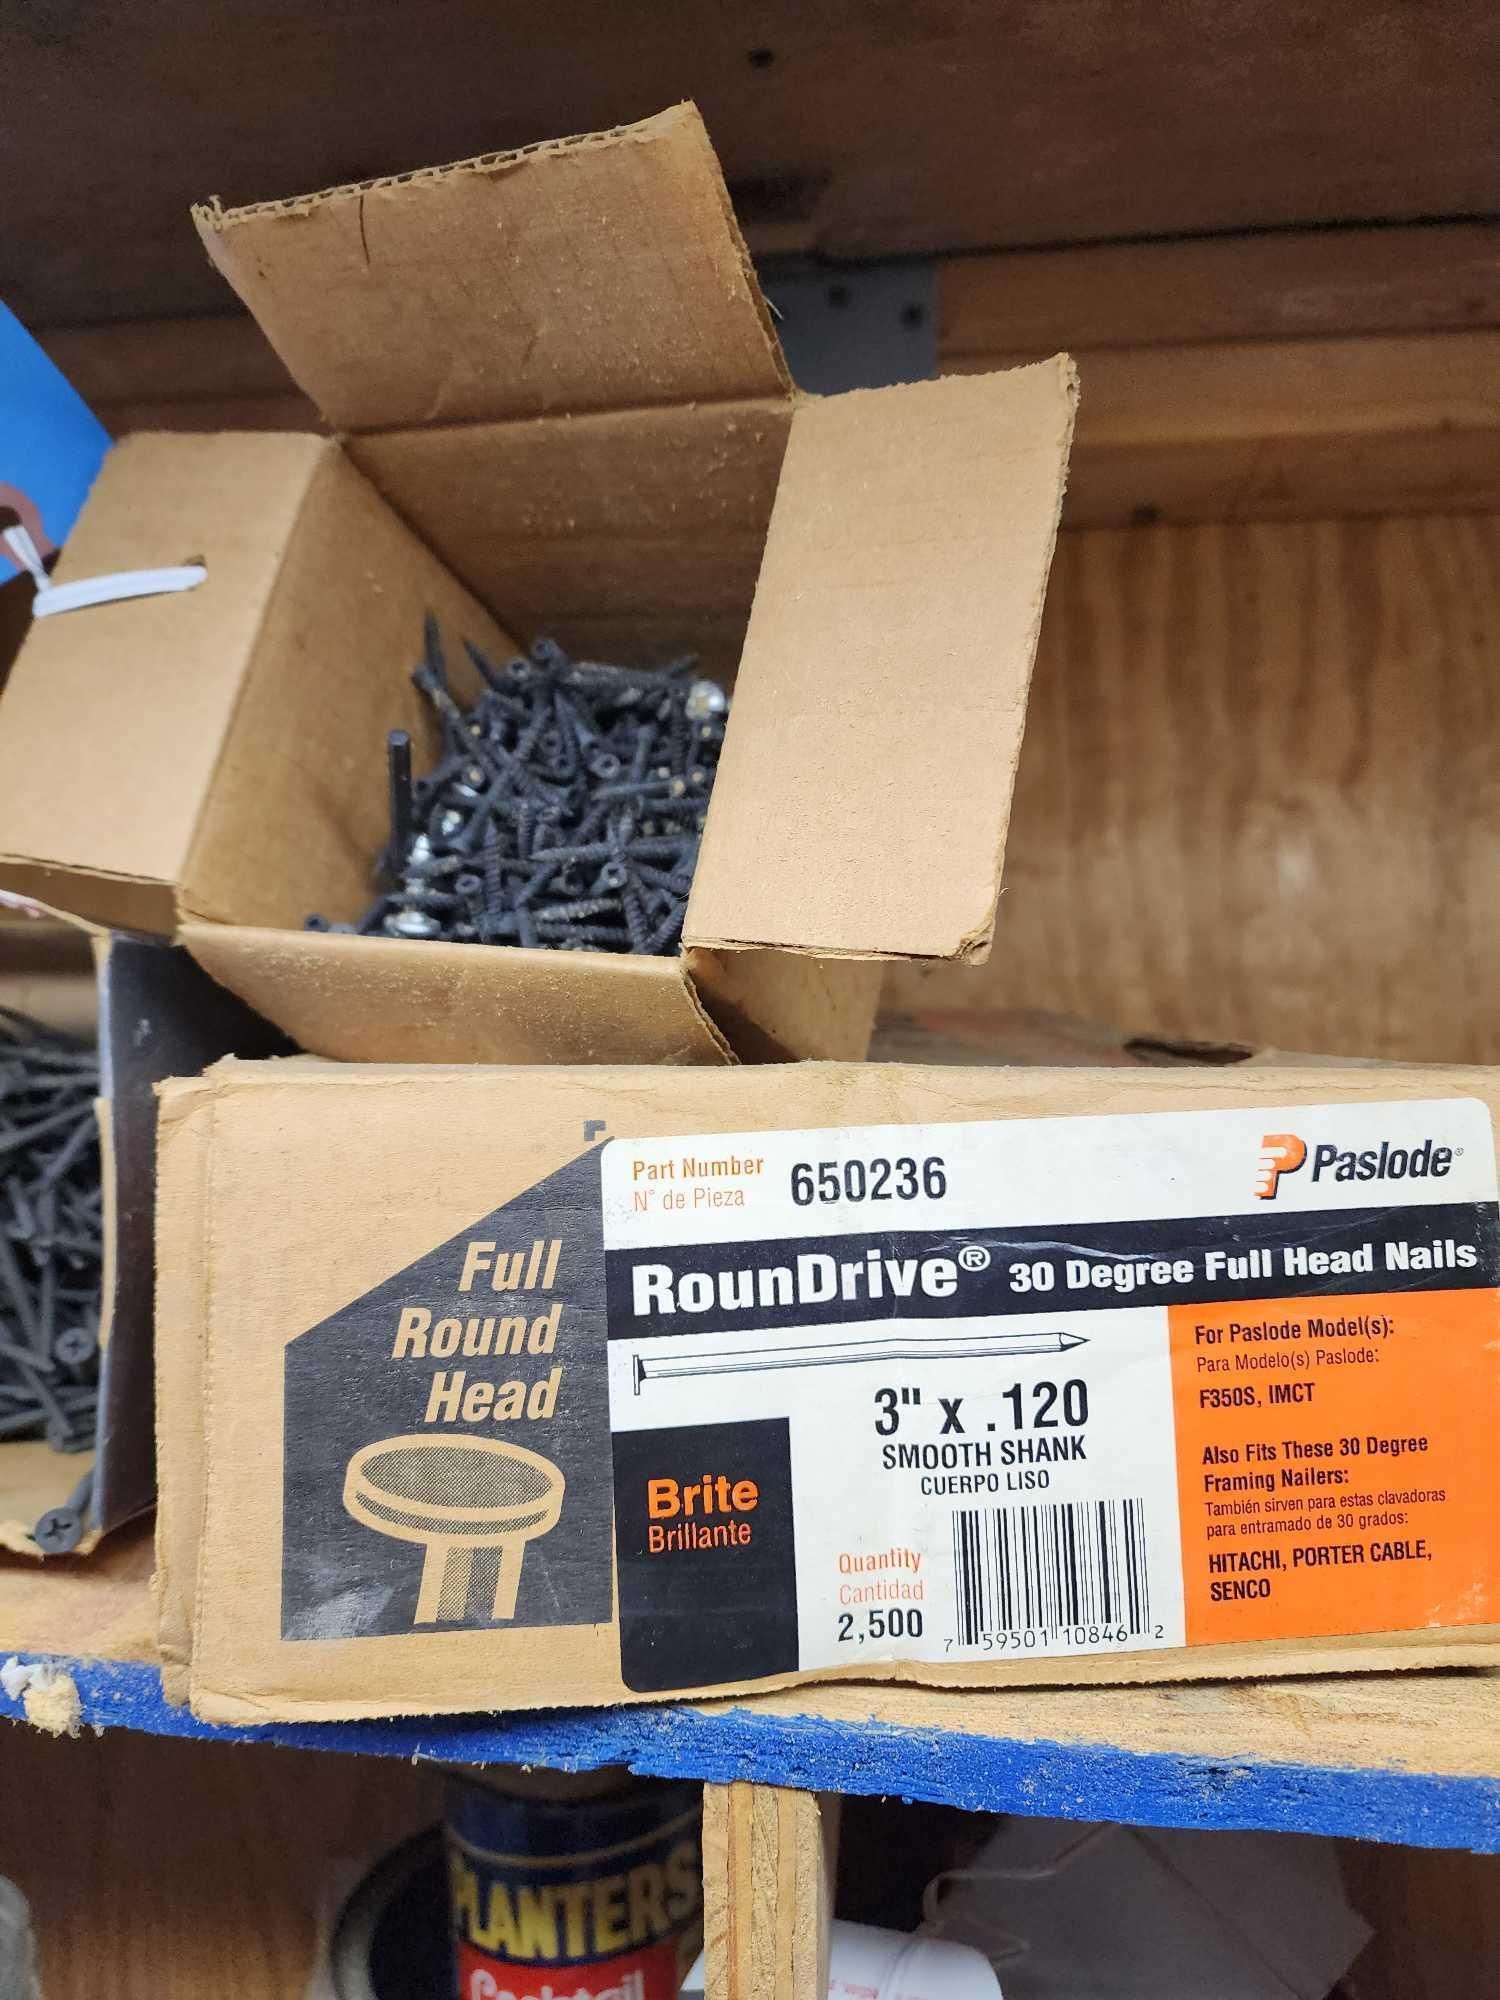 Full
Round
Head
Part Number 650236
N° de Pieza
Paslode®
RounDrive® 30 Degree Full Head Nails
3" x .120
SMOOTH SHANK
CUERPO LISO
Brite
Brillante
Quantity
Cantidad
2,500
7 59501 10846 2
For Paslode Model(s):
Para Modelo(s) Paslode:
F350S, IMCT
Also Fits These 30 Degree
Framing Nailers:
También sirven para estas clavadoras
para entramado de 30 grados:
HITACHI, PORTER CABLE,
SENCO
PLANTERS